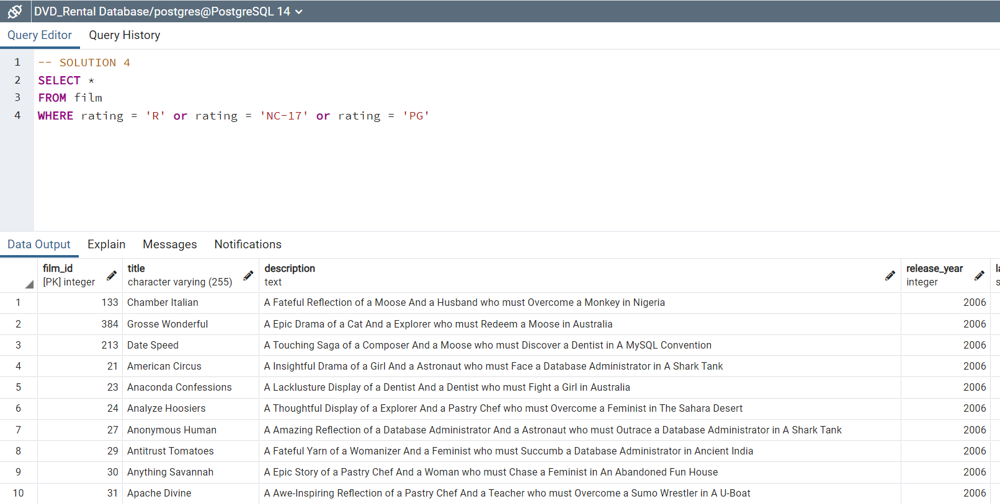 DVD_Rental Database/postgres@PostgreSQL 14
Query Editor Query History
1 -- SOLUTION 4
2 SELECT *
3 FROM film
4 WHERE rating = 'R' or rating = 'NC-17' or rating = 'PG'
Data Output Explain Messages Notifications
film_id title description release_year
[PK] integer character varying (255) text integer
1 133 Chamber Italian A Fateful Reflection of a Moose And a Husband who must Overcome a Monkey in Nigeria 2006
2 384 Grosse Wonderful A Epic Drama of a Cat And a Explorer who must Redeem a Moose in Australia 2006
3 213 Date Speed A Touching Saga of a Composer And a Moose who must Discover a Dentist in A MySQL Convention 2006
4 21 American Circus A Insightful Drama of a Girl And a Astronaut who must Face a Database Administrator in A Shark Tank 2006
5 23 Anaconda Confessions A Lacklusture Display of a Dentist And a Dentist who must Fight a Girl in Australia 2006
6 24 Analyze Hoosiers A Thoughtful Display of a Explorer And a Pastry Chef who must Overcome a Feminist in The Sahara Desert 2006
7 27 Anonymous Human A Amazing Reflection of a Database Administrator And a Astronaut who must Outrace a Database Administrator in A Shark Tank 2006
8 29 Antitrust Tomatoes A Fateful Yarn of a Womanizer And a Feminist who must Succumb a Database Administrator in Ancient India 2006
9 30 Anything Savannah A Epic Story of a Pastry Chef And a Woman who must Chase a Feminist in An Abandoned Fun House 2006
10 31 Apache Divine A Awe-Inspiring Reflection of a Pastry Chef And a Teacher who must Overcome a Sumo Wrestler in A U-Boat 2006